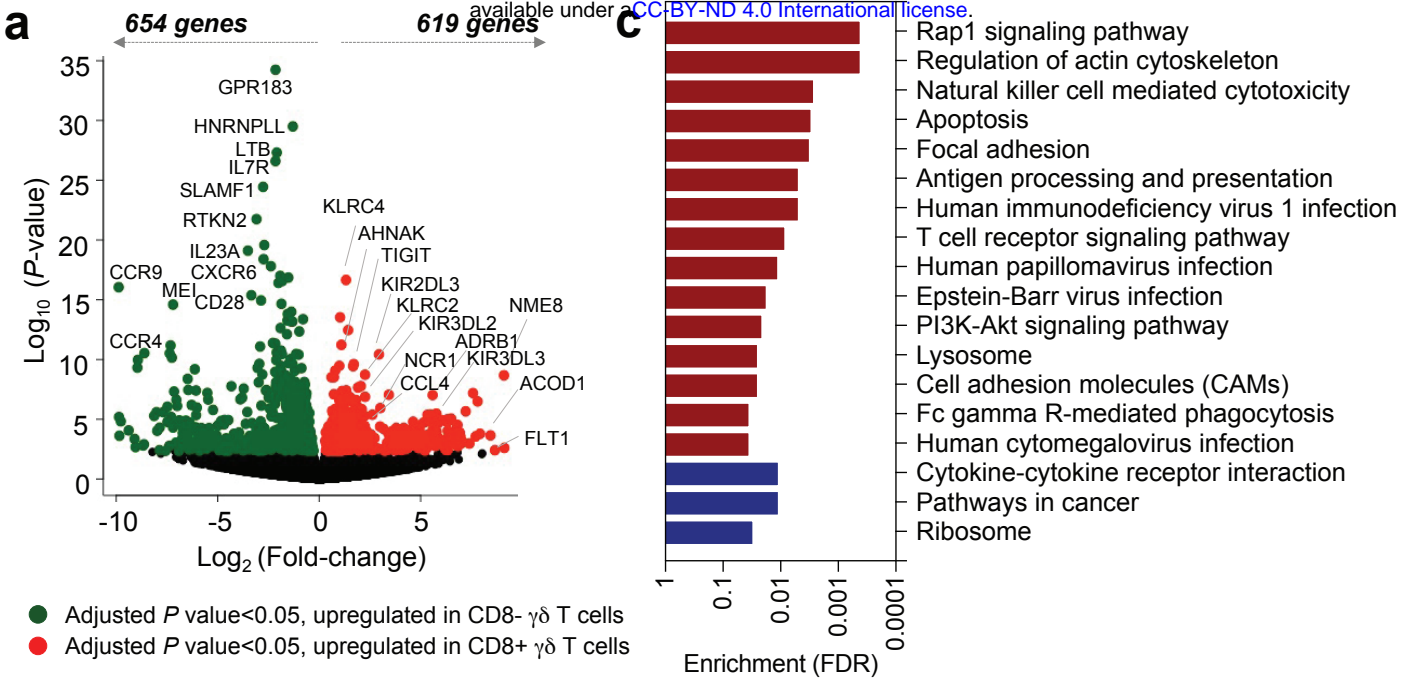 available under aCC-BY-ND 4.0 International license.
a
654 genes
619 genes
Log10 (P-value)
35
30
25
20
15
10
5
0
GPR183
HNRNPLL
LTB
IL7R
SLAMF1
RTKN2
IL23A
CXCR6
CCR9
MEI
CD28
CCR4
KLRC4
AHNAK
TIGIT
KIR2DL3
KLRC2
NME8
KIR3DL2
ADRB1
NCR1
KIR3DL3
CCL4
ACOD1
FLT1
-10
-5
0
5
Log2 (Fold-change)
Adjusted P value<0.05, upregulated in CD8- γδ T cells
Adjusted P value<0.05, upregulated in CD8+ γδ T cells
c
Rap1 signaling pathway
Regulation of actin cytoskeleton
Natural killer cell mediated cytotoxicity
Apoptosis
Focal adhesion
Antigen processing and presentation
Human immunodeficiency virus 1 infection
T cell receptor signaling pathway
Human papillomavirus infection
Epstein-Barr virus infection
PI3K-Akt signaling pathway
Lysosome
Cell adhesion molecules (CAMs)
Fc gamma R-mediated phagocytosis
Human cytomegalovirus infection
Cytokine-cytokine receptor interaction
Pathways in cancer
Ribosome
1
0.1
0.01
0.001
0.0001
Enrichment (FDR)